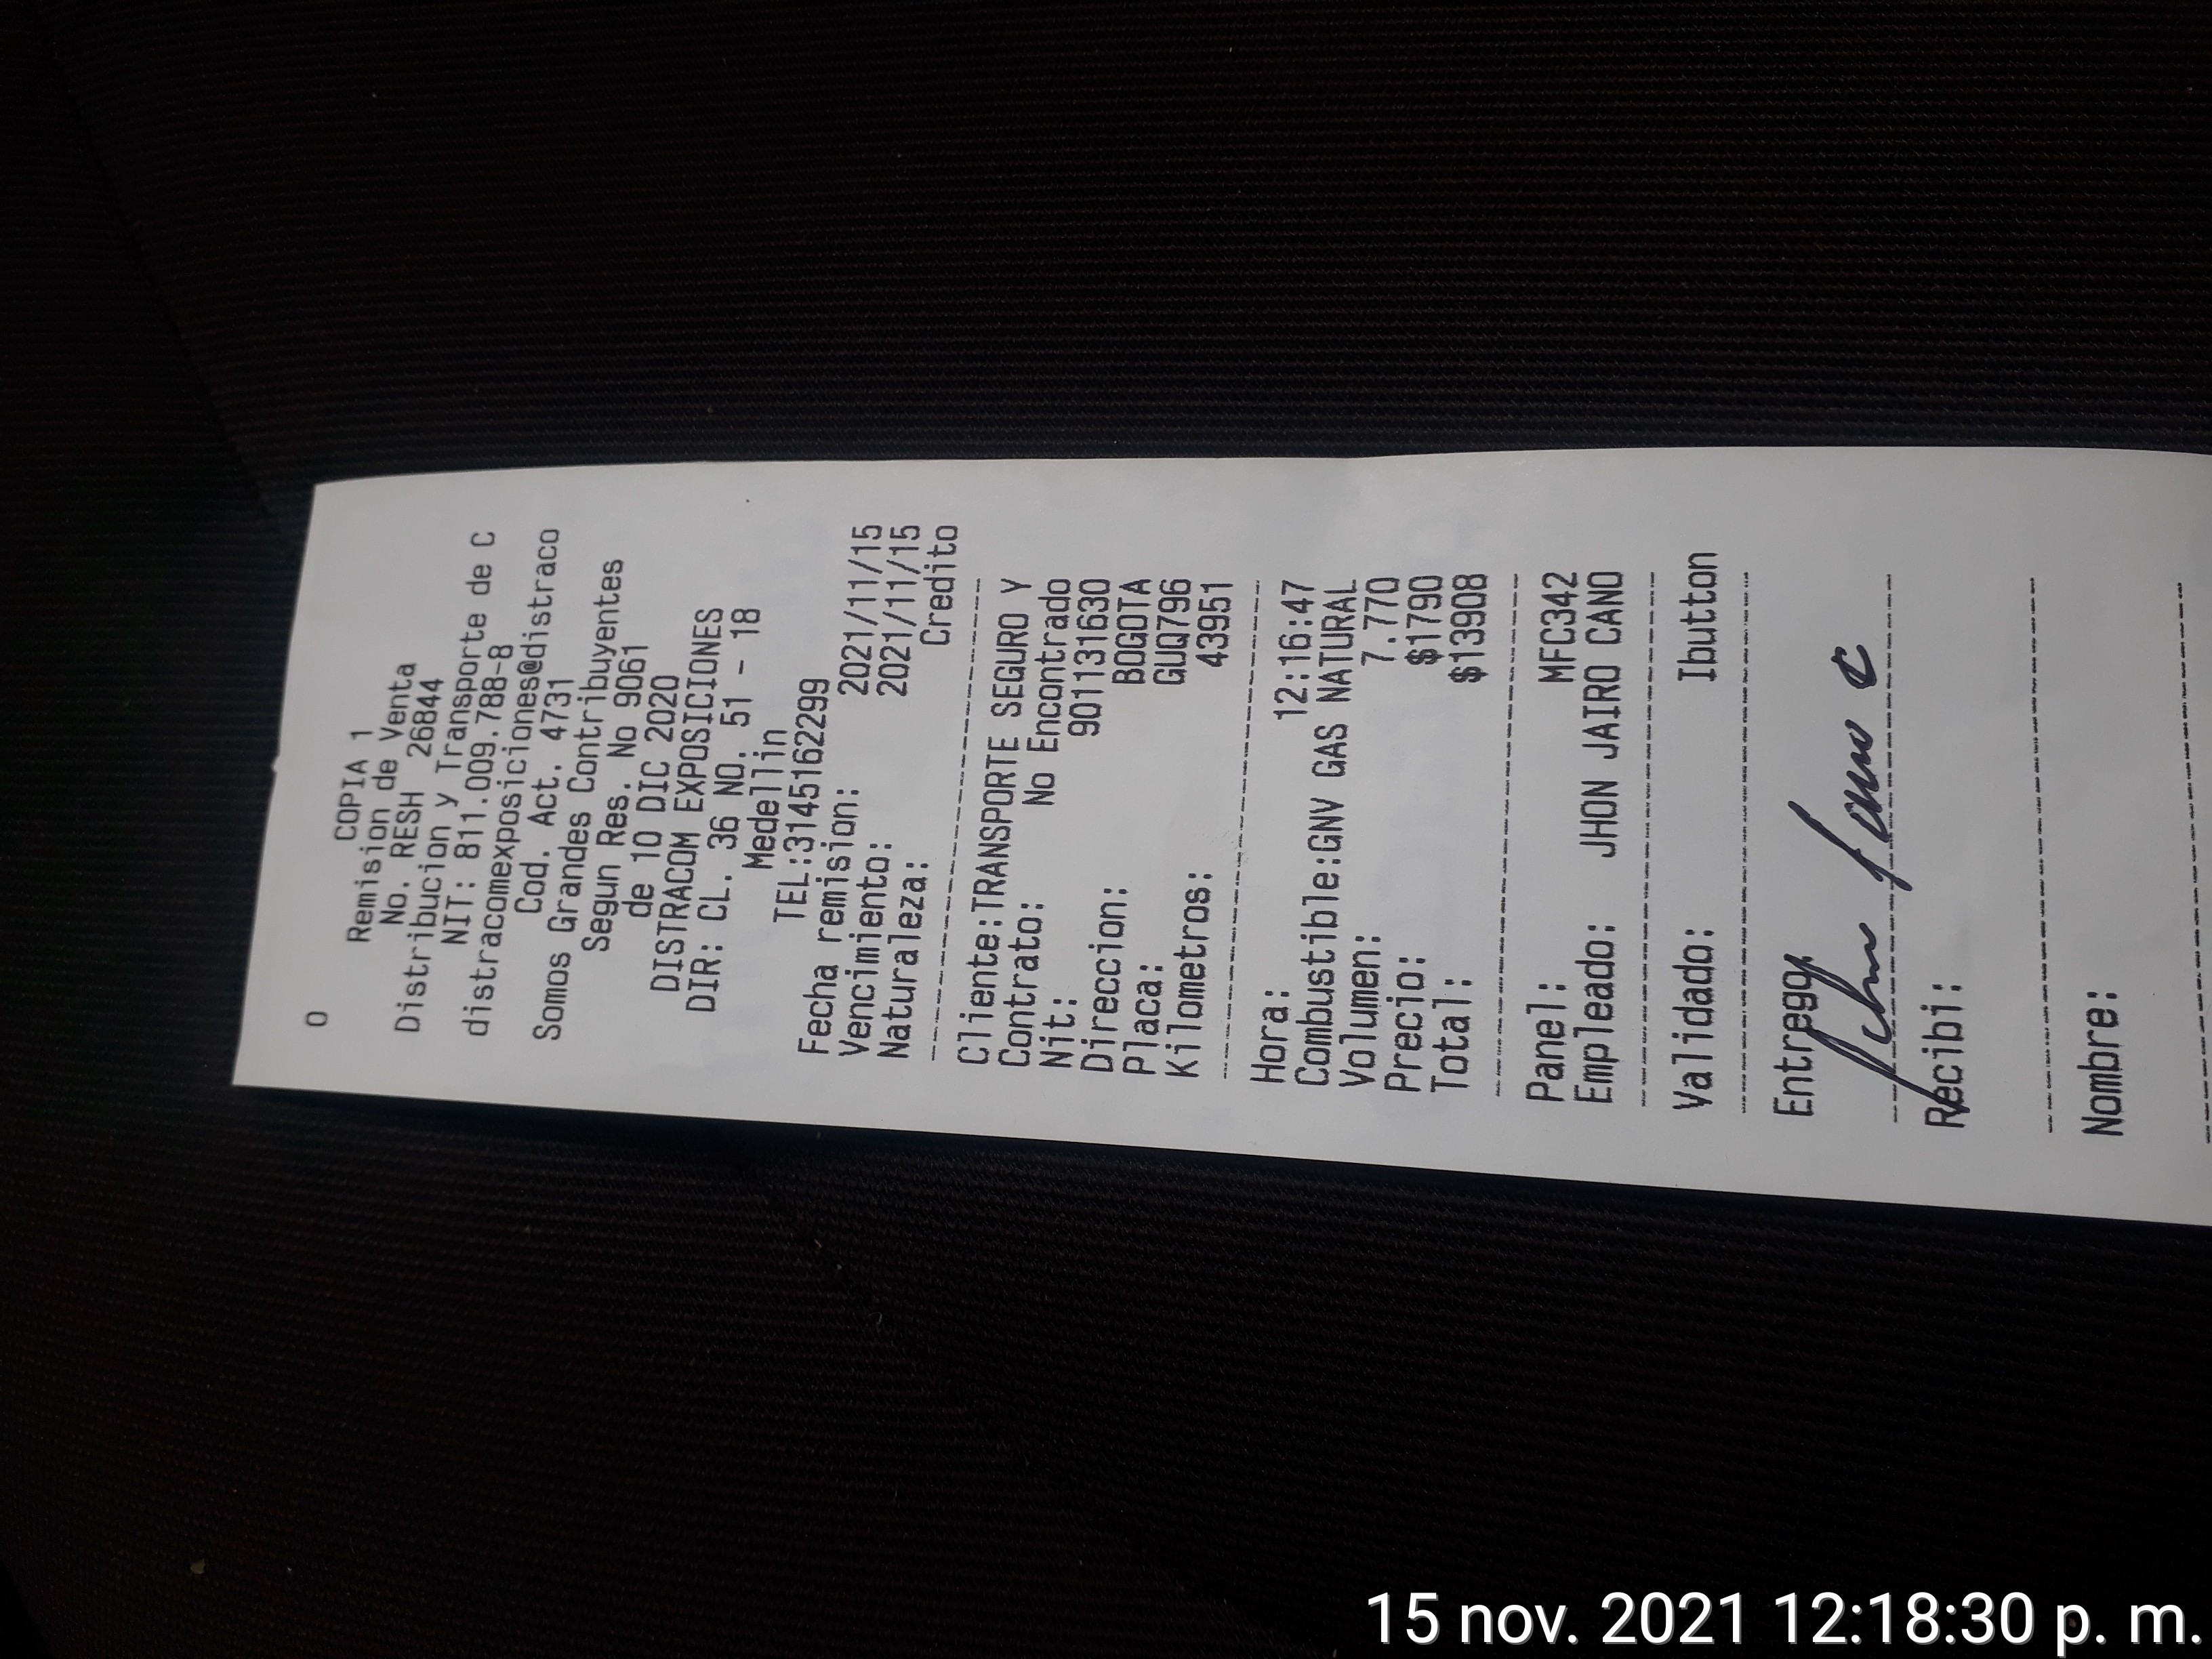 0
COPIA 1
Remision de Venta
No. RESH 26844
Distribucion y Transporte de C
NIT: 811.009.788-8
distracomexposiciones@distraco
Cod. Act. 4731
Somos Grandes Contribuyentes
Segun Res. No 9061
de 10 DIC 2020
DISTRACOM EXPOSICIONES
DIR: CL. 36 NO. 51 - 18
Medellin
TEL:3145162299
Fecha remision: 2021/11/15
Vencimiento: 2021/11/15
Naturaleza: Credito
Cliente:TRANSPORTE SEGURO Y
Contrato: No Encontrado
Nit: 901131630
Direccion: BOGOTA
Placa: GUQ796
Kilometros: 43951
Hora: 12:16:47
Combustible:GNV GAS NATURAL
Volumen: 7.770
Precio: $1790
Total: $13908
Panel: MFC342
Empleado: JHON JAIRO CANO
Validado: Ibutton
Entrego:
Recibi:
Nombre:
15 nov. 2021 12:18:30 p. m.